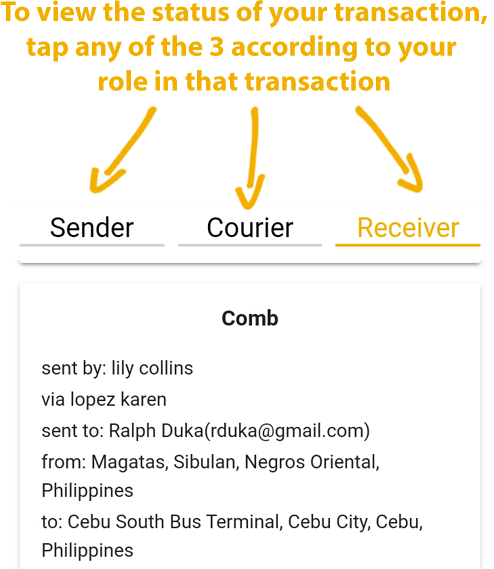 To view the status of your transaction,
tap any of the 3 according to your
role in that transaction
Sender
Courier
Receiver
Comb
sent by: lily collins
via lopez karen
sent to: Ralph Duka(rduka@gmail.com)
from: Magatas, Sibulan, Negros Oriental,
Philippines
to: Cebu South Bus Terminal, Cebu City, Cebu,
Philippines